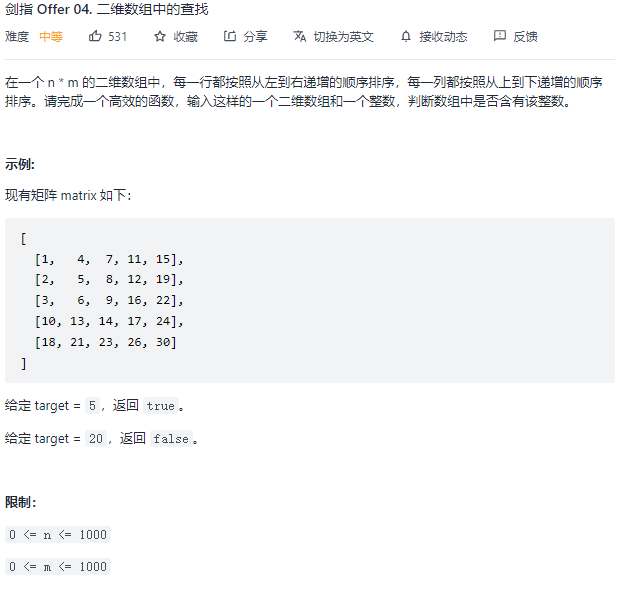 剑指 Offer 04. 二维数组中的查找
难度 中等 531 收藏 分享 切换为英文 接收动态 反馈
在一个 n * m 的二维数组中，每一行都按照从左到右递增的顺序排序，每一列都按照从上到下递增的顺序
排序。请完成一个高效的函数，输入这样的一个二维数组和一个整数，判断数组中是否含有该整数。
示例:
现有矩阵 matrix 如下：
[
[1, 4, 7, 11, 15],
[2, 5, 8, 12, 19],
[3, 6, 9, 16, 22],
[10, 13, 14, 17, 24],
[18, 21, 23, 26, 30]
]
给定 target = 5，返回 true。
给定 target = 20，返回 false。
限制：
0 <= n <= 1000
0 <= m <= 1000